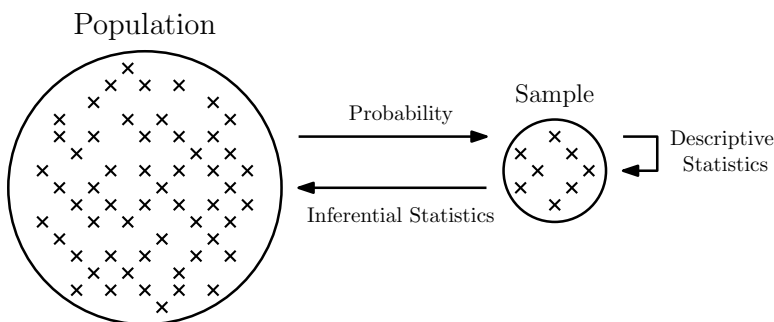 Population
Sample
Probability
Descriptive
Statistics
Inferential Statistics